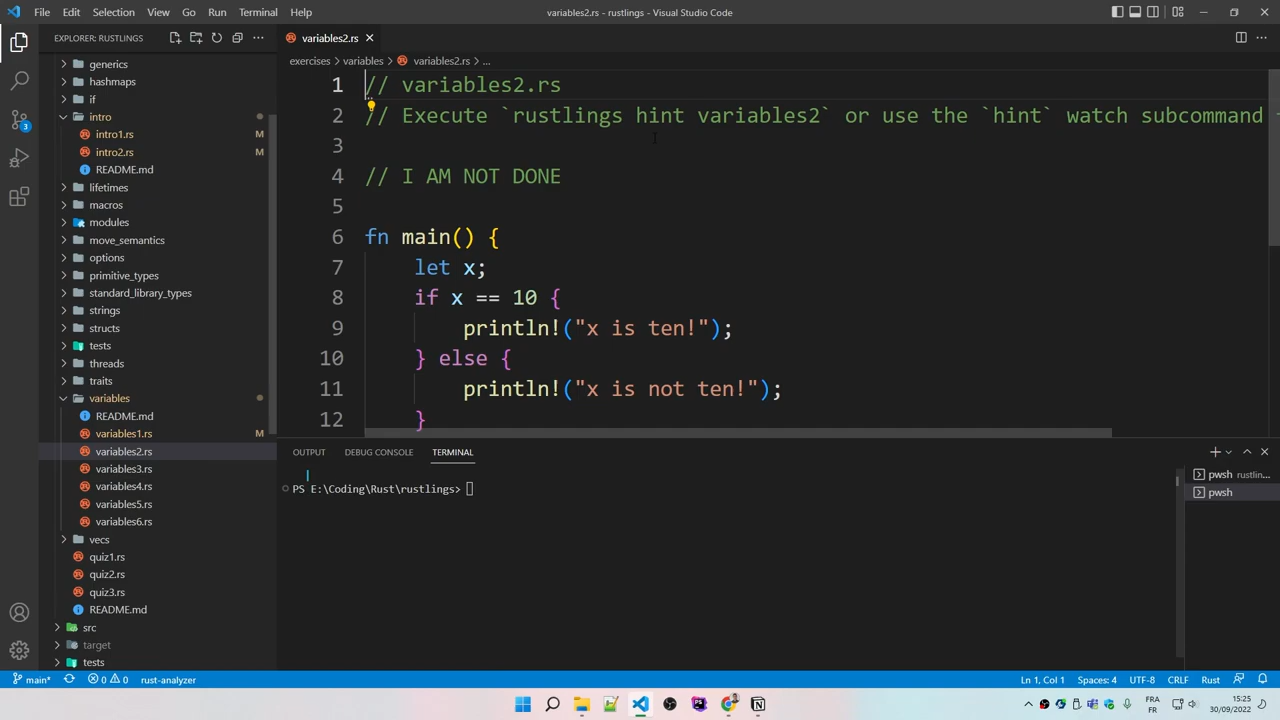 File Edit Selection View Go Run Terminal Help
variables2.rs - rustlings - Visual Studio Code
EXPLORER: RUSTLINGS
generics
hashmaps
if
intro
intro1.rs M
intro2.rs M
README.md
lifetimes
macros
modules
move_semantics
options
primitive_types
standard_library_types
strings
structs
tests
threads
traits
variables
README.md
variables1.rs M
variables2.rs
variables3.rs
variables4.rs
variables5.rs
variables6.rs
vecs
quiz1.rs
quiz2.rs
quiz3.rs
README.md
src
target
tests
3
variables2.rs
exercises > variables > variables2.rs > ...
1 // variables2.rs
2 // Execute `rustlings hint variables2` or use the `hint` watch subcommand
3
4 // I AM NOT DONE
5
6 fn main() {
7 let x;
8 if x == 10 {
9 println!("x is ten!");
10 } else {
11 println!("x is not ten!");
12 }
OUTPUT DEBUG CONSOLE TERMINAL
PS E:\Coding\Rust\rustlings>
pwsh rustlin...
pwsh
main* 0 0 rust-analyzer
Ln 1, Col 1 Spaces: 4 UTF-8 CRLF Rust
FRA
FR
15:25
30/09/2022